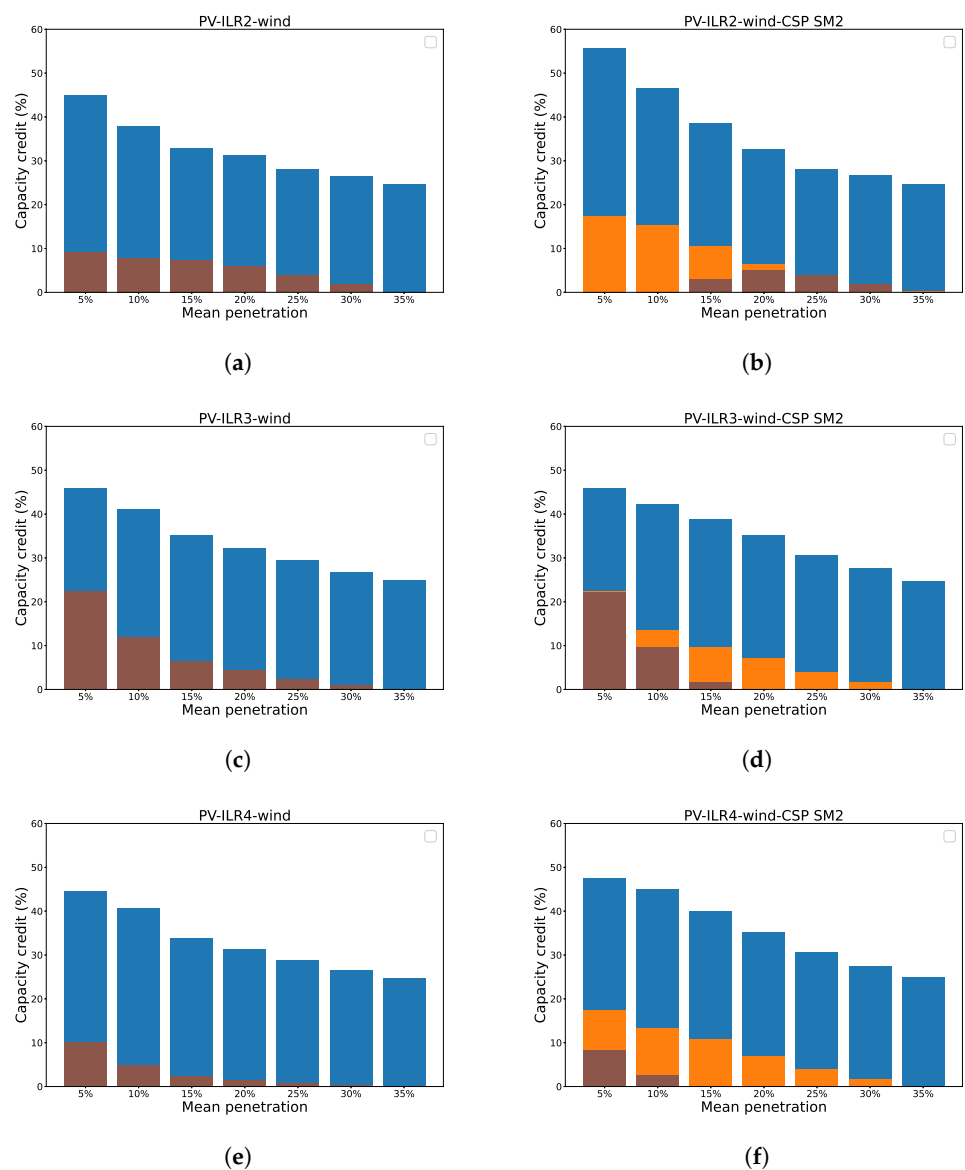 PV-ILR2-wind
Capacity credit (%)
60
50
40
30
20
10
0
5% 10% 15% 20% 25% 30% 35%
Mean penetration
(a)
PV-ILR2-wind-CSP SM2
Capacity credit (%)
60
50
40
30
20
10
0
5% 10% 15% 20% 25% 30% 35%
Mean penetration
(b)
PV-ILR3-wind
Capacity credit (%)
60
50
40
30
20
10
0
5% 10% 15% 20% 25% 30% 35%
Mean penetration
(c)
PV-ILR3-wind-CSP SM2
Capacity credit (%)
60
50
40
30
20
10
0
5% 10% 15% 20% 25% 30% 35%
Mean penetration
(d)
PV-ILR4-wind
Capacity credit (%)
60
50
40
30
20
10
0
5% 10% 15% 20% 25% 30% 35%
Mean penetration
(e)
PV-ILR4-wind-CSP SM2
Capacity credit (%)
60
50
40
30
20
10
0
5% 10% 15% 20% 25% 30% 35%
Mean penetration
(f)